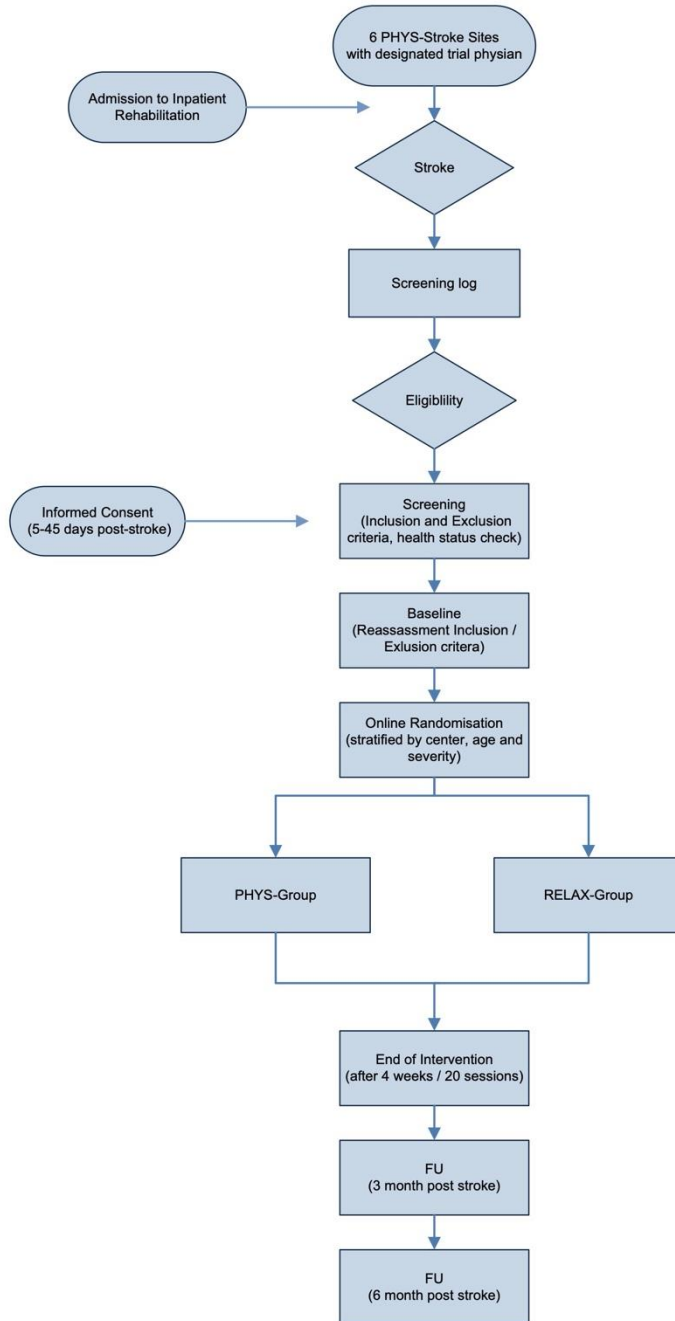 6 PHYS-Stroke Sites
with designated trial physian
Admission to Inpatient
Rehabilitation
Stroke
Screening log
Eligiblility
Informed Consent
(5-45 days post-stroke)
Screening
(Inclusion and Exclusion
criteria, health status check)
Baseline
(Reassassment Inclusion /
Exlusion critera)
Online Randomisation
(stratified by center, age and
severity)
PHYS-Group
RELAX-Group
End of Intervention
(after 4 weeks / 20 sessions)
FU
(3 month post stroke)
FU
(6 month post stroke)